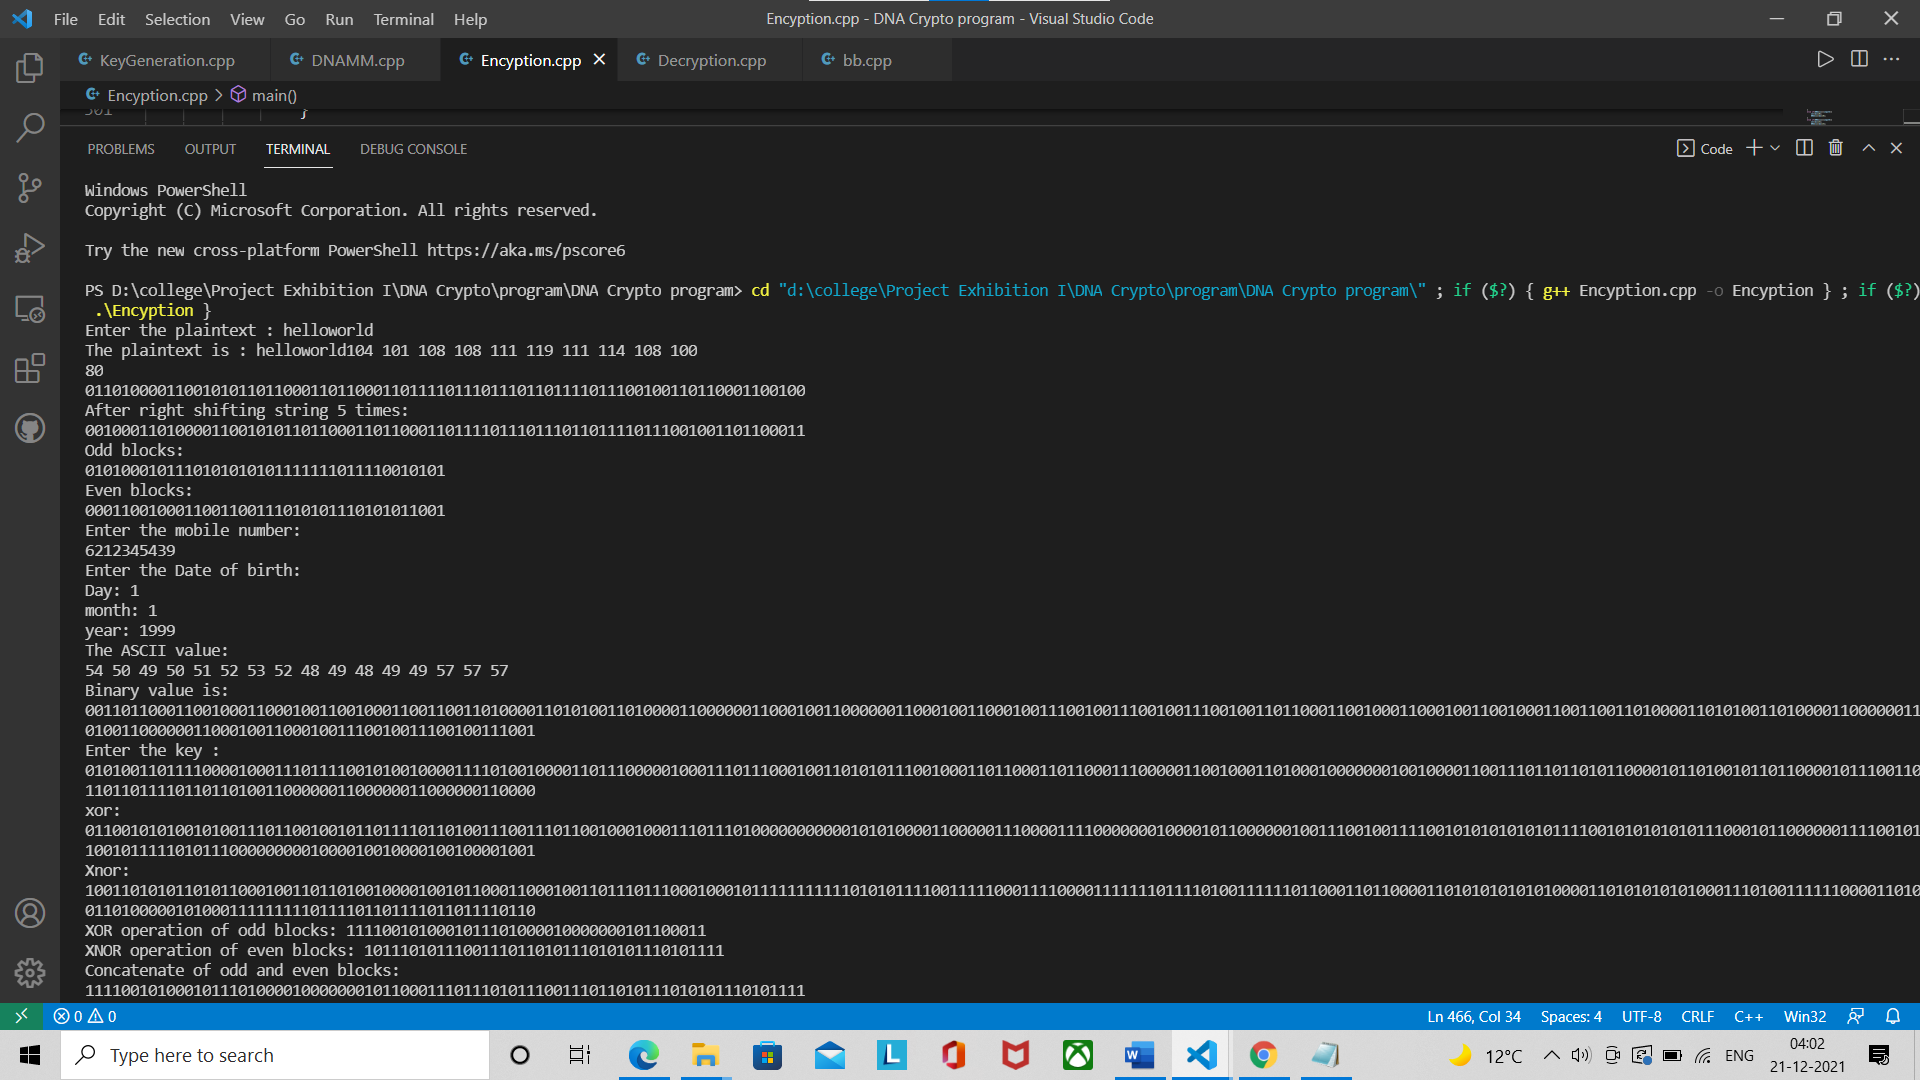 File Edit Selection View Go Run Terminal Help
Encyption.cpp - DNA Crypto program - Visual Studio Code
KeyGeneration.cpp DNAMM.cpp Encyption.cpp Decryption.cpp bb.cpp
Encyption.cpp > main()
301 }
PROBLEMS OUTPUT TERMINAL DEBUG CONSOLE Code
Windows PowerShell
Copyright (C) Microsoft Corporation. All rights reserved.
Try the new cross-platform PowerShell https://aka.ms/pscore6
PS D:\college\Project Exhibition I\DNA Crypto\program\DNA Crypto program> cd "d:\college\Project Exhibition I\DNA Crypto\program\DNA Crypto program\" ; if ($?) { g++ Encyption.cpp -o Encyption } ; if ($?)
.\Encyption }
Enter the plaintext : helloworld
The plaintext is : helloworld104 101 108 108 111 119 111 114 108 100
80
01101000011001010110110001101100011011110111011101101111011100100110110001100100
After right shifting string 5 times:
00100011010000110010101101100011011000110111101110111011011110111001001101100011
Odd blocks:
0101000101110101010101111111011110010101
Even blocks:
0001100100011001100111010101110101011001
Enter the mobile number:
6212345439
Enter the Date of birth:
Day: 1
month: 1
year: 1999
The ASCII value:
54 50 49 50 51 52 53 52 48 49 48 49 49 57 57 57
Binary value is:
01001100000011000100110001001110010011100100111001
Enter the key :
xor:
Xnor:
XOR operation of odd blocks: 1111001010001011101000010000000101100011
XNOR operation of even blocks: 1011101011100111011010111010101110101111
Concatenate of odd and even blocks:
11110010100010111010000100000001011000111011101011100111011010111010101110101111
0 0
Ln 466, Col 34 Spaces: 4 UTF-8 CRLF C++ Win32
Type here to search
12°C ENG
04:02
21-12-2021